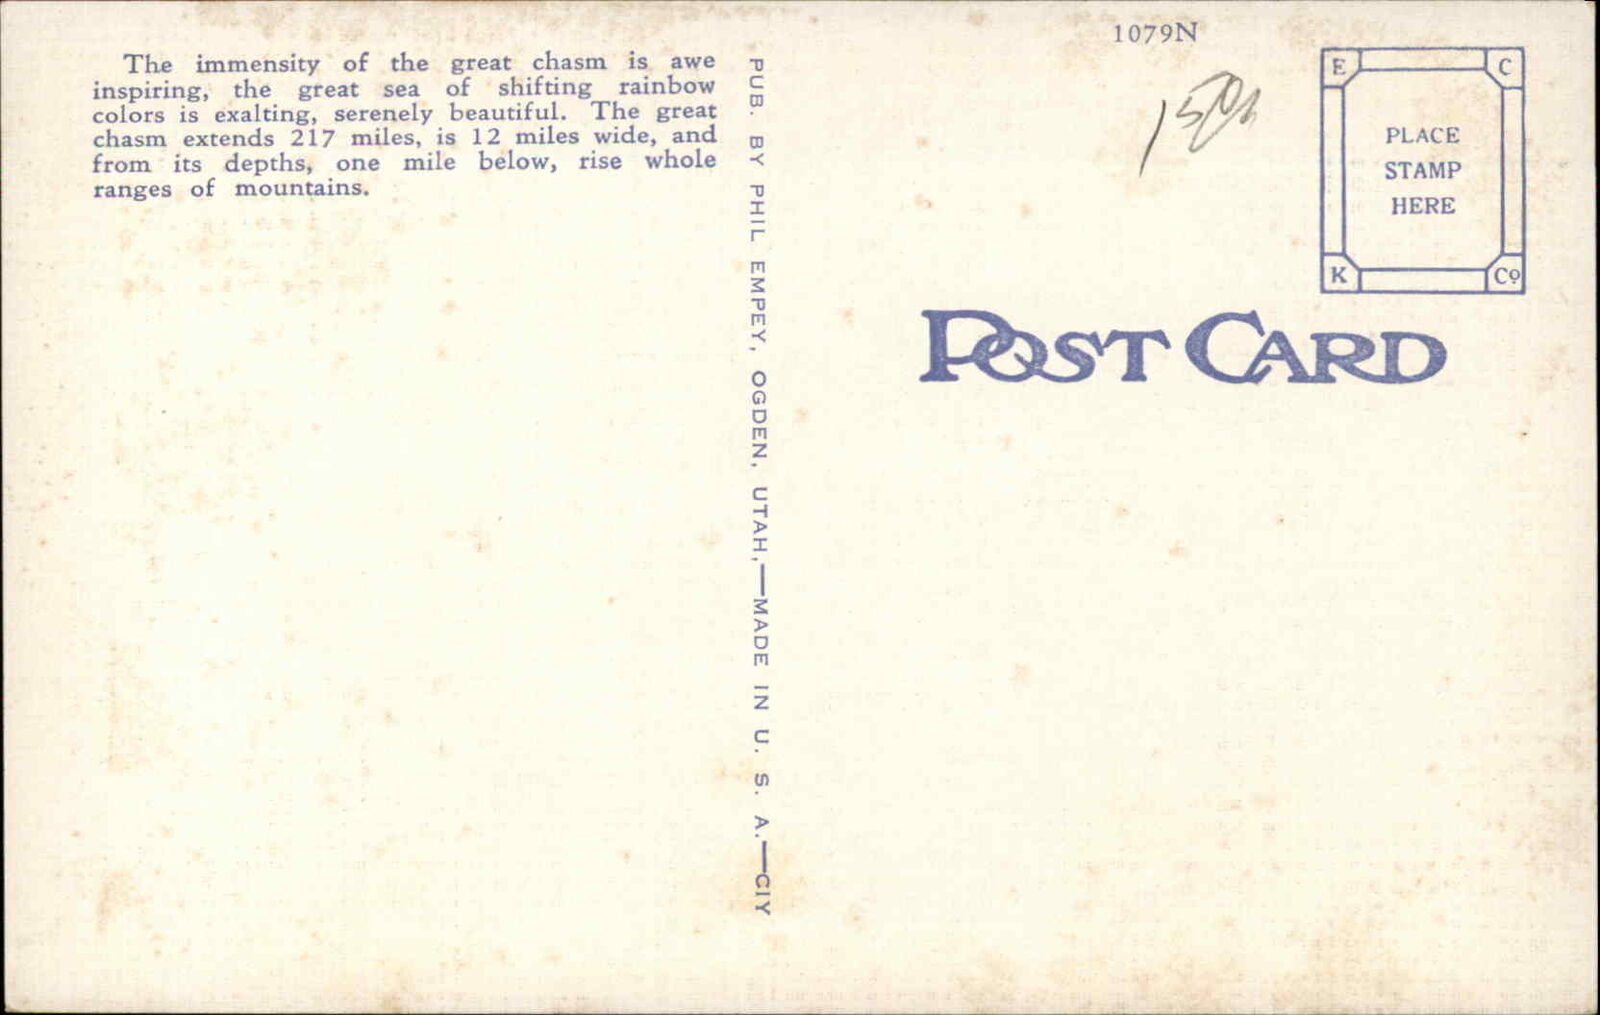 The immensity of the great chasm is awe
inspiring, the great sea of shifting rainbow
colors is exalting, serenely beautiful. The great
chasm extends 217 miles, is 12 miles wide, and
from its depths, one mile below, rise whole
ranges of mountains.
PUB. BY PHIL EMPEY, OGDEN, UTAH,—MADE IN U. S. A.—CIY
1079N
E C
PLACE
STAMP
HERE
K Co
POST CARD